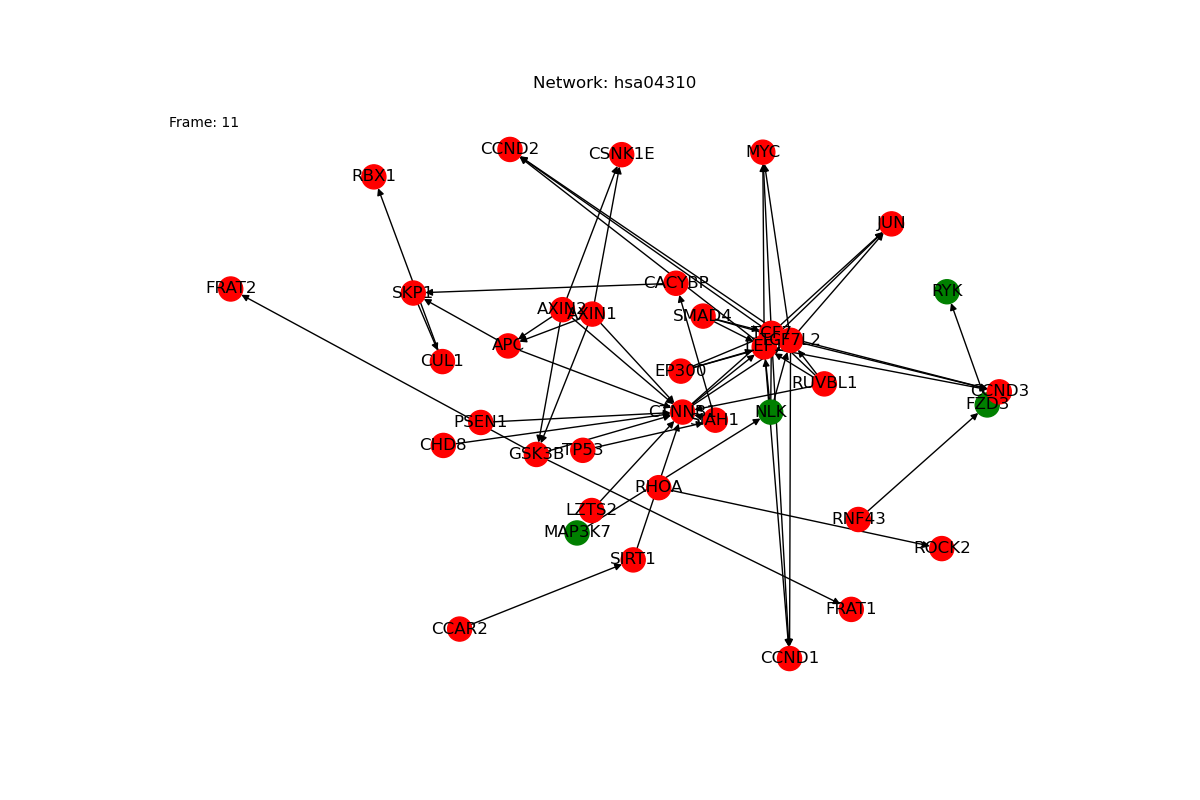 Network: hsa04310
Frame: 11
CCND2
CSNK1E
MYC
RBX1
JUN
FRAT2
SKP1
CACYBP
RYK
AXIN2
AXIN1
SMAD4
TCF7
TCF7L2
LEF1
APC
CUL1
EP300
RUVBL1
CCND3
FZD3
CTNNB1
SIAH1
NLK
PSEN1
CHD8
GSK3B
TP53
RHOA
LZTS2
MAP3K7
RNF43
ROCK2
SIRT1
FRAT1
CCAR2
CCND1